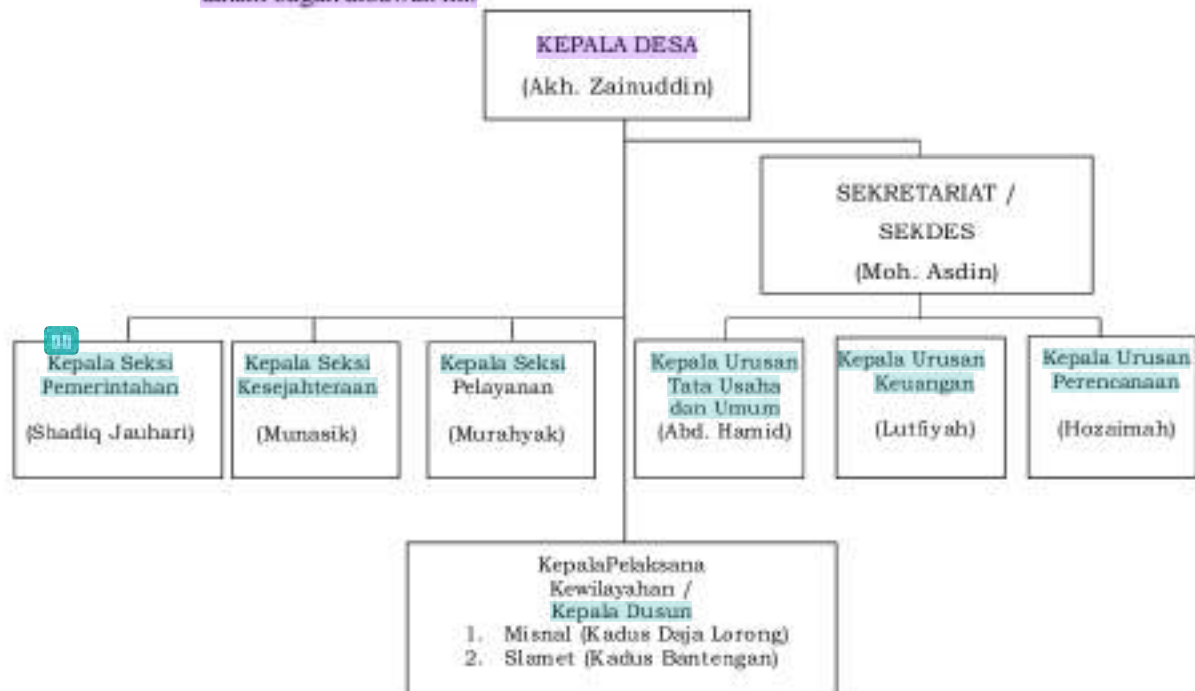 KEPALA DESA
(Akh. Zainuddin)
SEKRETARIAT /
SEKDES
(Moh. Asdin)
Kepala Seksi
Pemerintahan
(Shadiq Jauhari)
Kepala Seksi
Kesejahteraan
(Munasik)
Kepala Seksi
Pelayanan
(Murahyak)
Kepala Urusan
Tata Usaha
dan Umum
(Abd. Hamid)
Kepala Urusan
Keuangan
(Lutfiyah)
Kepala Urusan
Perencanaan
(Hozaimah)
KepalaPelaksana
Kewilayahan /
Kepala Dusun
1. Misnal (Kadus Daja Lorong)
2. Slamet (Kadus Bantengan)